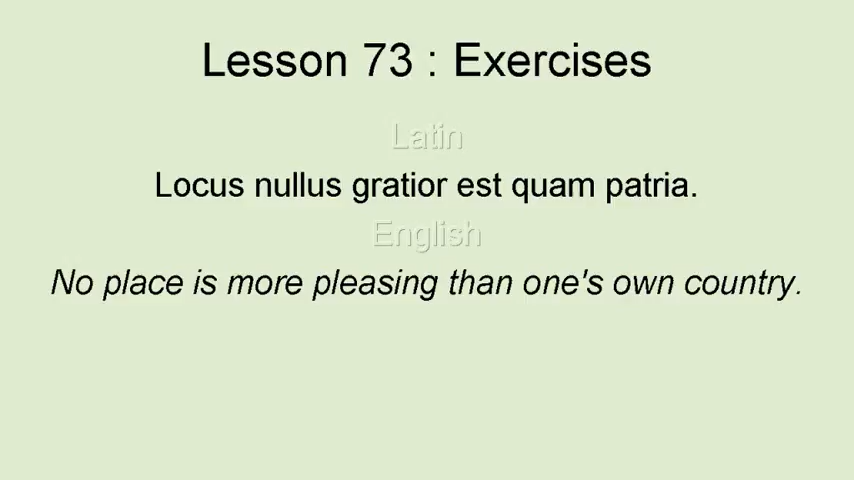 Lesson 73 : Exercises
Latin
Locus nullus gratior est quam patria.
English
No place is more pleasing than one's own country.